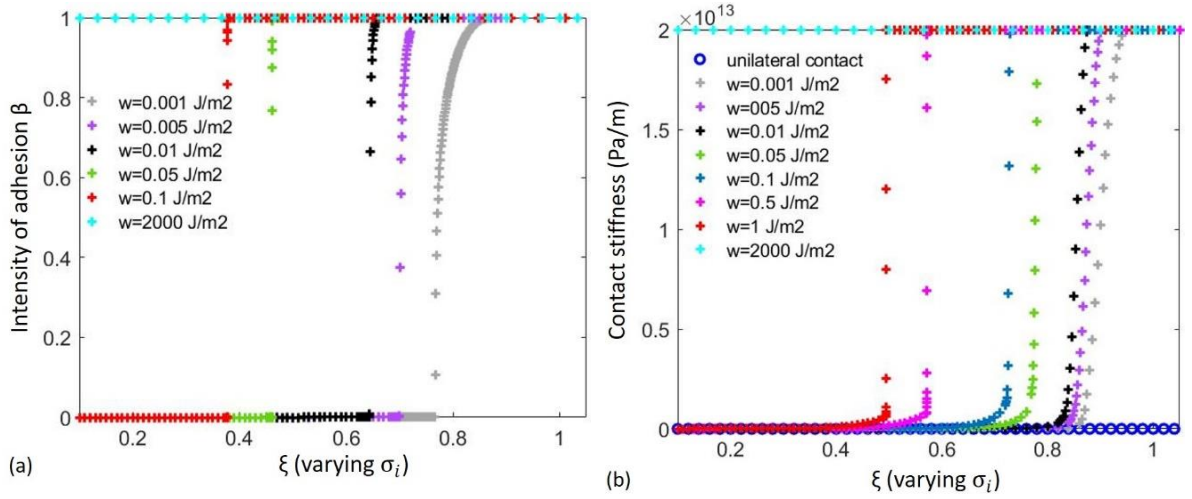 1
0.8
0.6
0.4
0.2
0
Intensity of adhesion β
w=0.001 J/m2
w=0.005 J/m2
w=0.01 J/m2
w=0.05 J/m2
w=0.1 J/m2
w=2000 J/m2
0.2 0.4 0.6 0.8 1
(a)
ξ (varying σᵢ)
×10¹³
2
1.5
1
0.5
0
Contact stiffness (Pa/m)
unilateral contact
w=0.001 J/m2
w=005 J/m2
w=0.01 J/m2
w=0.05 J/m2
w=0.1 J/m2
w=0.5 J/m2
w=1 J/m2
w=2000 J/m2
0.2 0.4 0.6 0.8 1
(b)
ξ (varying σᵢ)